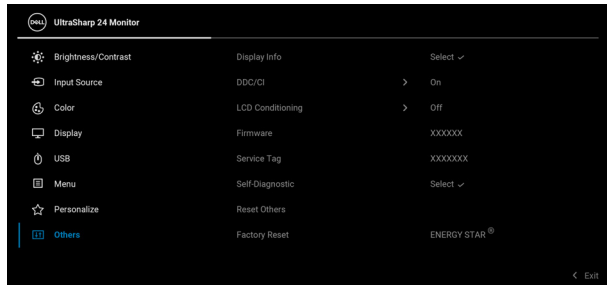 DELL UltraSharp 24 Monitor
Brightness/Contrast Display Info Select ✓
Input Source DDC/CI > On
Color LCD Conditioning > Off
Display Firmware XXXXXX
USB Service Tag XXXXXXX
Menu Self-Diagnostic Select ✓
Personalize Reset Others
Others Factory Reset ENERGY STAR®
< Exit